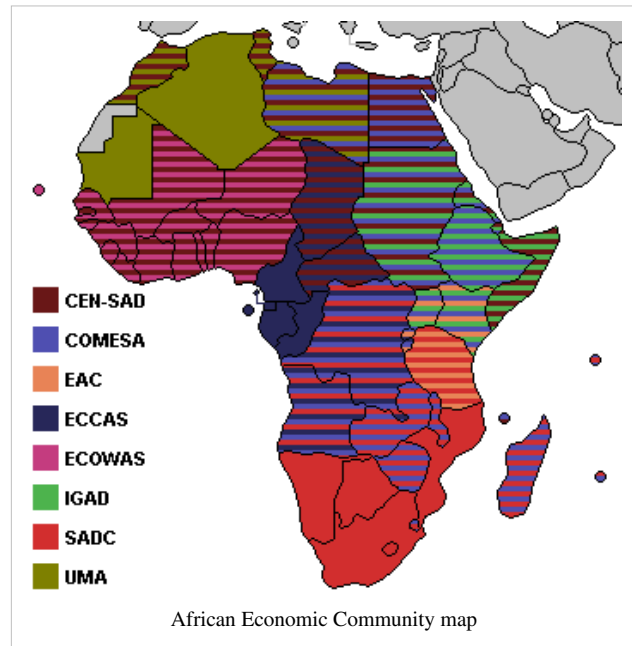 CEN-SAD
COMESA
EAC
ECCAS
ECOWAS
IGAD
SADC
UMA
African Economic Community map